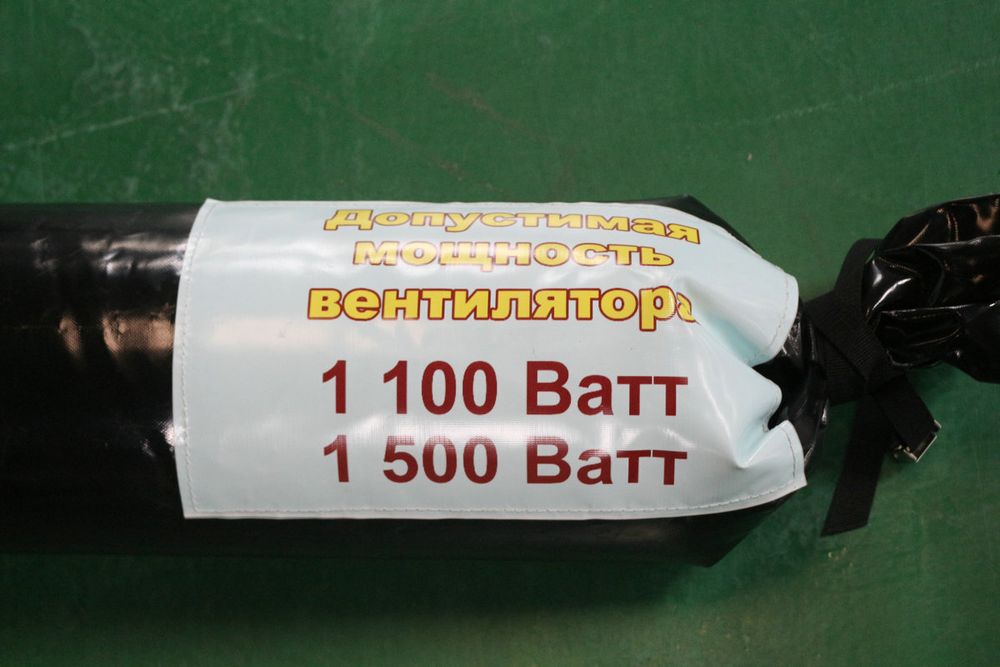 Допустимая
мощность
вентилятора
1 100 Ватт
1 500 Ватт